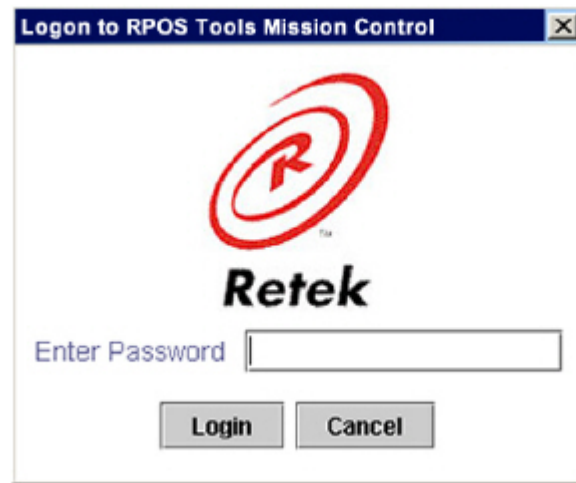 Logon to RPOS Tools Mission Control
R
TM
Retek
Enter Password
Login Cancel